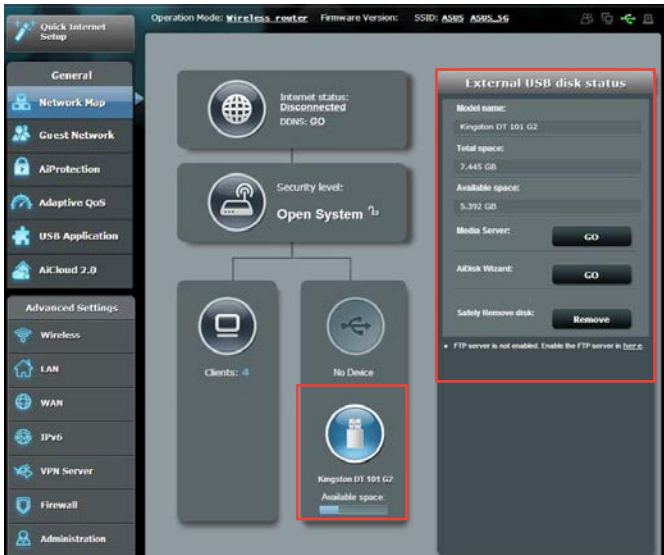 Quick Internet
Setup
Operation Mode: Wireless router Firmware Version: SSID: ASUS ASUS_5G
General
Network Map
Guest Network
AiProtection
Adaptive QoS
USB Application
AiCloud 2.0
Advanced Settings
Wireless
LAN
WAN
IPv6
VPN Server
Firewall
Administration
Internet status:
Disconnected
DDNS: GO
Security level:
Open System
Clients: 4
No Device
Kingston DT 101 G2
Available space:
External USB disk status
Model name:
Kingston DT 101 G2
Total space:
7.445 GB
Available space:
5.392 GB
Media Server: GO
AiDisk Wizard: GO
Safely Remove disk: Remove
• FTP server is not enabled. Enable the FTP server in here.